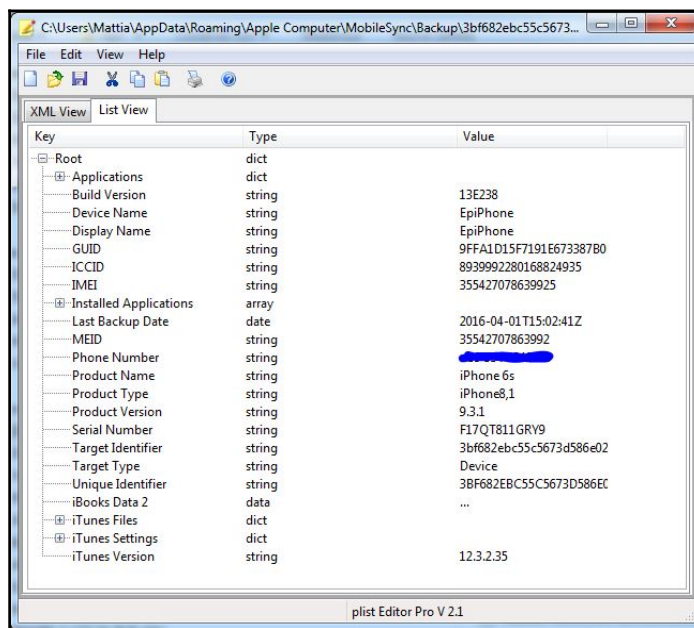 C:\Users\Mattia\AppData\Roaming\Apple Computer\MobileSync\Backup\3bf682ebc55c5673...
File Edit View Help
XML View List View
Key Type Value
Root dict
Applications dict
Build Version string 13E238
Device Name string EpiPhone
Display Name string EpiPhone
GUID string 9FFA1D15F7191E673387B0
ICCID string 8939992280168824935
IMEI string 355427078639925
Installed Applications array
Last Backup Date date 2016-04-01T15:02:41Z
MEID string 35542707863992
Phone Number string
Product Name string iPhone 6s
Product Type string iPhone8,1
Product Version string 9.3.1
Serial Number string F17QT811GRY9
Target Identifier string 3bf682ebc55c5673d586e02
Target Type string Device
Unique Identifier string 3BF682EBC55C5673D586E0
iBooks Data 2 data ...
iTunes Files dict
iTunes Settings dict
iTunes Version string 12.3.2.35
plist Editor Pro V 2.1